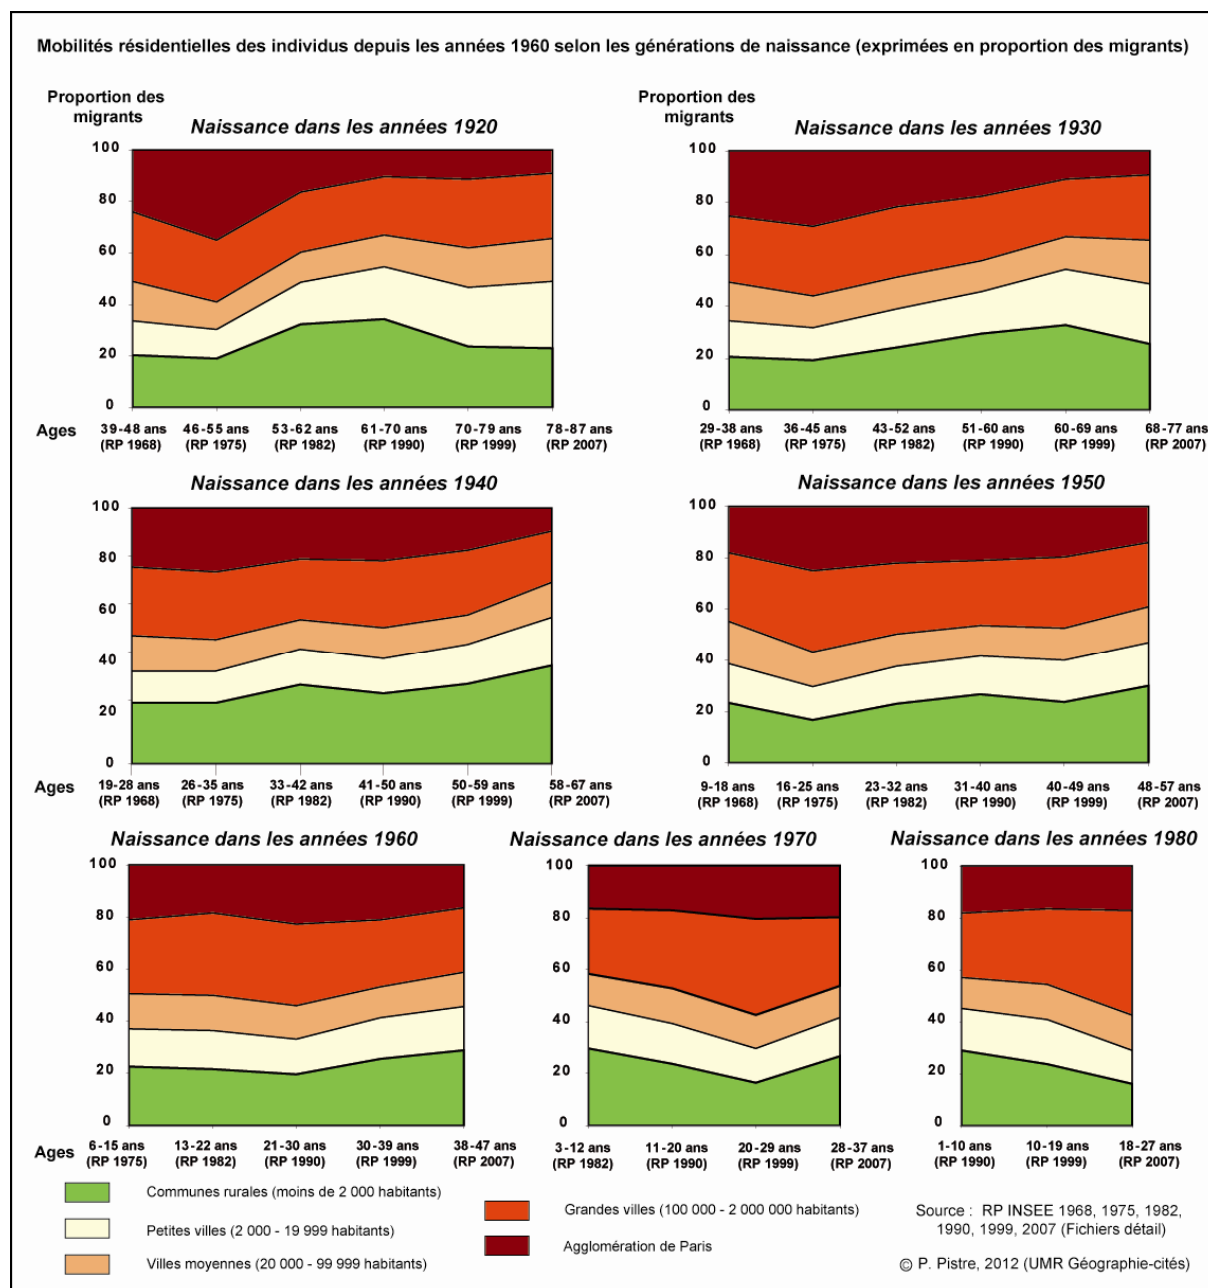 Mobilités résidentielles des individus depuis les années 1960 selon les générations de naissance (exprimées en proportion des migrants)
Proportion des
migrants
Naissance dans les années 1920
100
80
60
40
20
0
Ages
39-48 ans 46-55 ans 53-62 ans 61-70 ans 70-79 ans 78-87 ans
(RP 1968) (RP 1975) (RP 1982) (RP 1990) (RP 1999) (RP 2007)
Proportion des
migrants
Naissance dans les années 1930
100
80
60
40
20
0
29-38 ans 36-45 ans 43-52 ans 51-60 ans 60-69 ans 68-77 ans
(RP 1968) (RP 1975) (RP 1982) (RP 1990) (RP 1999) (RP 2007)
Naissance dans les années 1940
100
80
60
40
20
0
Ages
19-28 ans 26-35 ans 33-42 ans 41-50 ans 50-59 ans 58-67 ans
(RP 1968) (RP 1975) (RP 1982) (RP 1990) (RP 1999) (RP 2007)
Naissance dans les années 1950
100
80
60
40
20
0
9-18 ans 16-25 ans 23-32 ans 31-40 ans 40-49 ans 48-57 ans
(RP 1968) (RP 1975) (RP 1982) (RP 1990) (RP 1999) (RP 2007)
Naissance dans les années 1960
100
80
60
40
20
0
Ages
6-15 ans 13-22 ans 21-30 ans 30-39 ans 38-47 ans
(RP 1975) (RP 1982) (RP 1990) (RP 1999) (RP 2007)
Naissance dans les années 1970
100
80
60
40
20
0
3-12 ans 11-20 ans 20-29 ans 28-37 ans
(RP 1982) (RP 1990) (RP 1999) (RP 2007)
Naissance dans les années 1980
100
80
60
40
20
0
1-10 ans 10-19 ans 18-27 ans
(RP 1990) (RP 1999) (RP 2007)
Communes rurales (moins de 2 000 habitants)
Petites villes (2 000 - 19 999 habitants)
Villes moyennes (20 000 - 99 999 habitants)
Grandes villes (100 000 - 2 000 000 habitants)
Agglomération de Paris
Source : RP INSEE 1968, 1975, 1982,
1990, 1999, 2007 (Fichiers détail)
© P. Pistre, 2012 (UMR Géographie-cités)